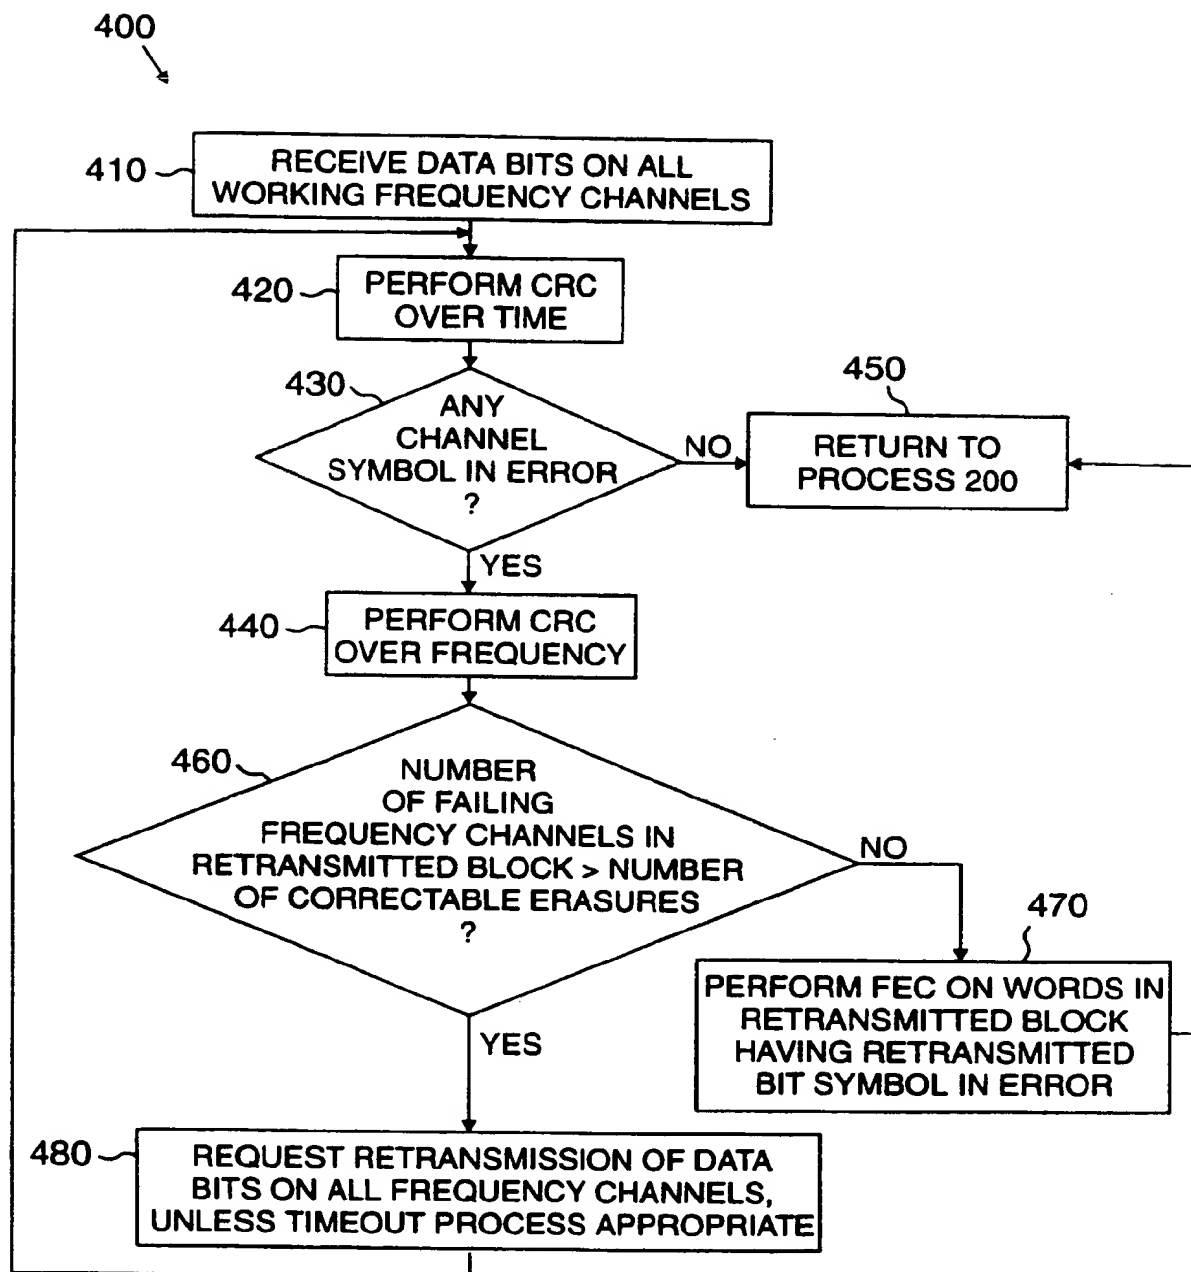 400
410
RECEIVE DATA BITS ON ALL
WORKING FREQUENCY CHANNELS
420
PERFORM CRC
OVER TIME
430
ANY
CHANNEL
SYMBOL IN ERROR
?
NO
450
RETURN TO
PROCESS 200
YES
440
PERFORM CRC
OVER FREQUENCY
460
NUMBER
OF FAILING
FREQUENCY CHANNELS IN
RETRANSMITTED BLOCK > NUMBER
OF CORRECTABLE ERASURES
?
NO
470
PERFORM FEC ON WORDS IN
RETRANSMITTED BLOCK
HAVING RETRANSMITTED
BIT SYMBOL IN ERROR
YES
480
REQUEST RETRANSMISSION OF DATA
BITS ON ALL FREQUENCY CHANNELS,
UNLESS TIMEOUT PROCESS APPROPRIATE